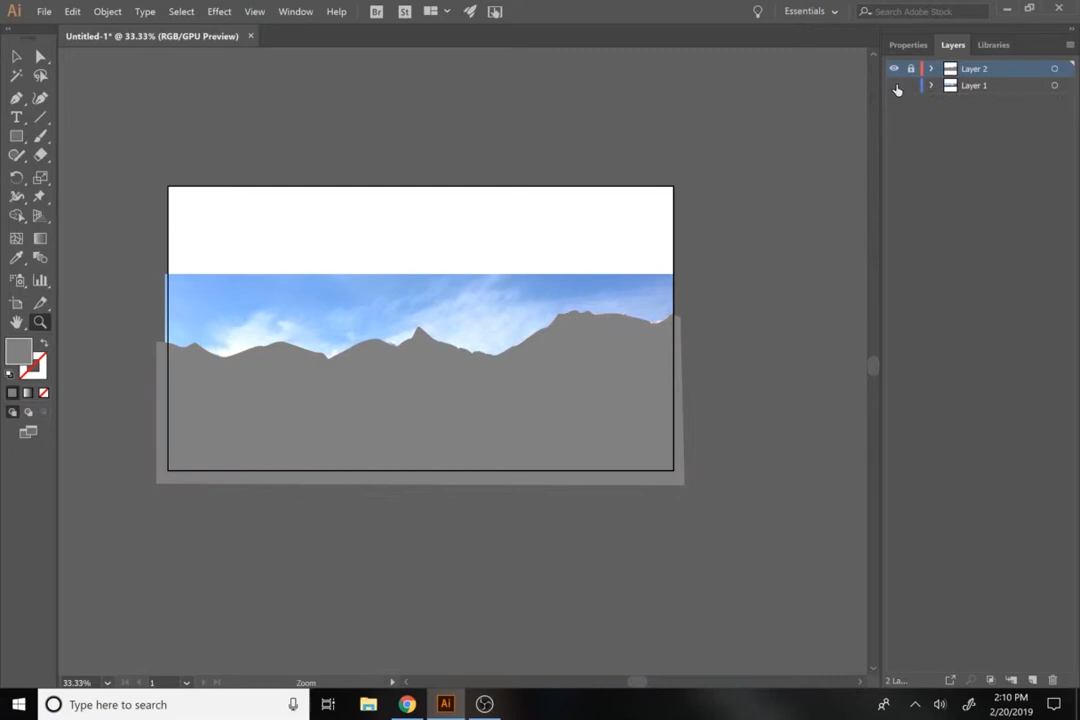 Ai File Edit Object Type Select Effect View Window Help Br St Essentials Search Adobe Stock
Untitled-1* @ 33.33% (RGB/GPU Preview) ×
Properties Layers Libraries
Layer 2
Layer 1
T
33.33% 1 Zoom 2 La...
Type here to search Ai 2:10 PM
2/20/2019